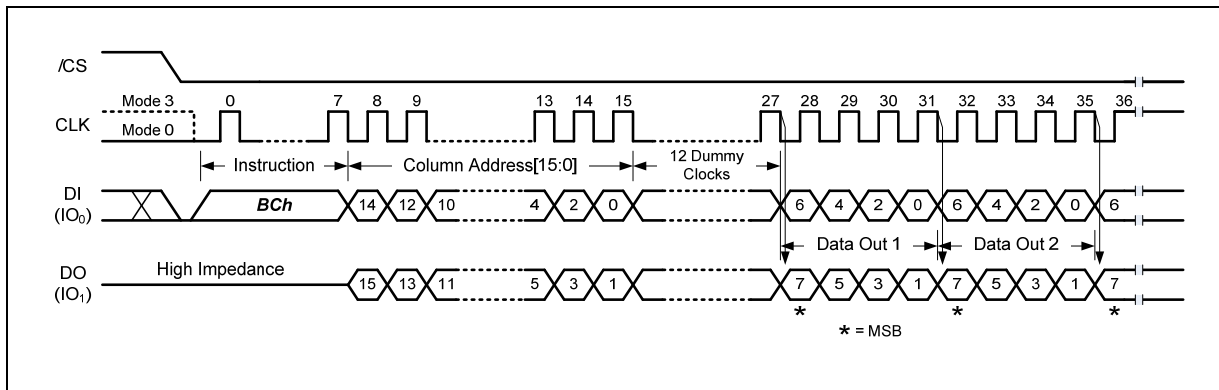 /CS
Mode 3
0 7 8 9 13 14 15 27 28 29 30 31 32 33 34 35 36
CLK
Mode 0
Instruction
Column Address[15:0]
12 Dummy
Clocks
DI
(IO0)
BCh
14 12 10 4 2 0 6 4 2 0 6 4 2 0 6
Data Out 1
Data Out 2
DO
(IO1)
High Impedance
15 13 11 5 3 1 7 5 3 1 7 5 3 1 7
* * *
* = MSB